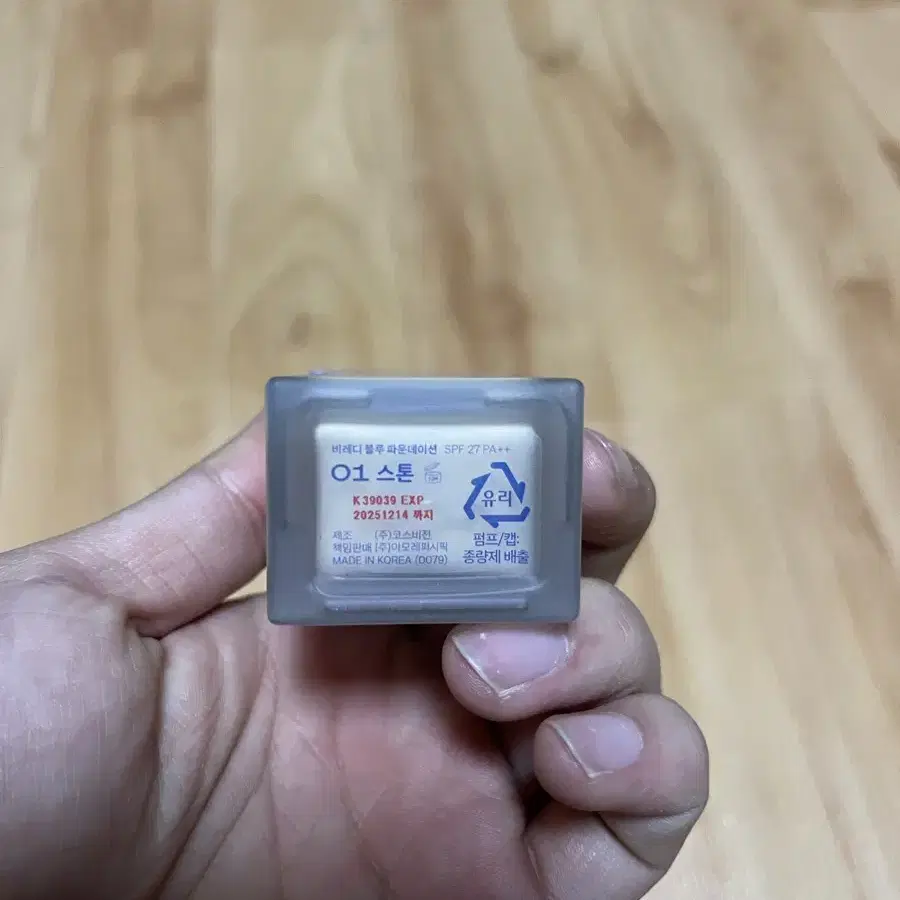 비레디 블루 파운데이션 SPF 27 PA++
01 스톤
K39039 EXP
20251214 까지
제조 (주)코스비전
책임판매 (주)아모레퍼시픽
MADE IN KOREA (0079)
유리
펌프/캡:
종량제 배출